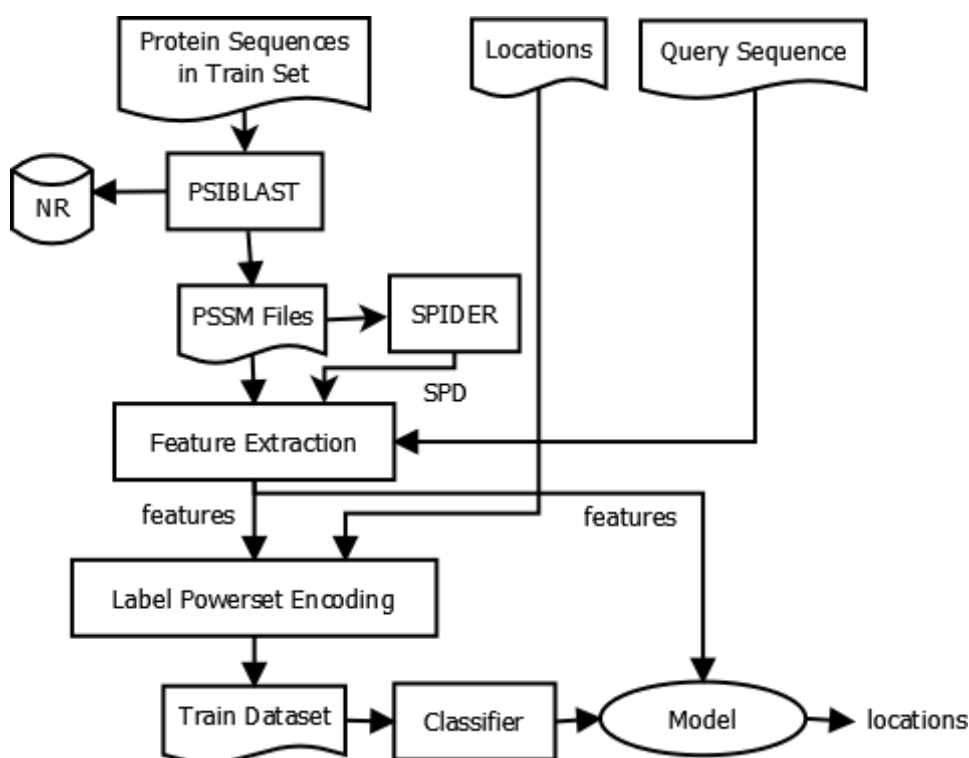 Protein Sequences
in Train Set
Locations
Query Sequence
NR
PSIBLAST
PSSM Files
SPIDER
SPD
Feature Extraction
features
features
Label Powerset Encoding
Train Dataset
Classifier
Model
locations